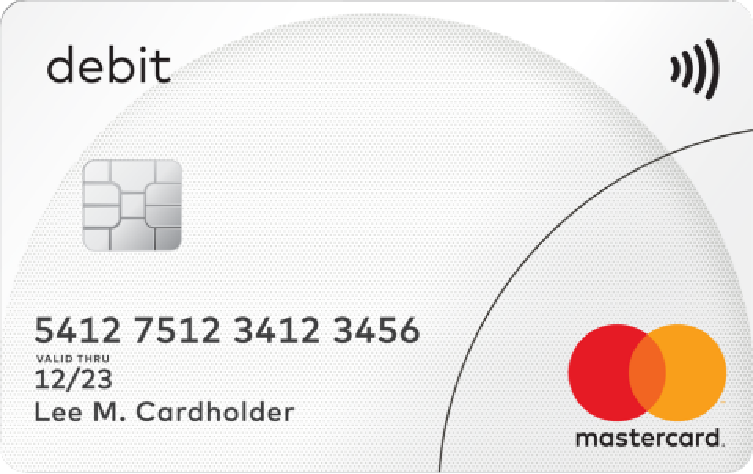 debit
5412 7512 3412 3456
VALID THRU
12/23
Lee M. Cardholder
mastercard.